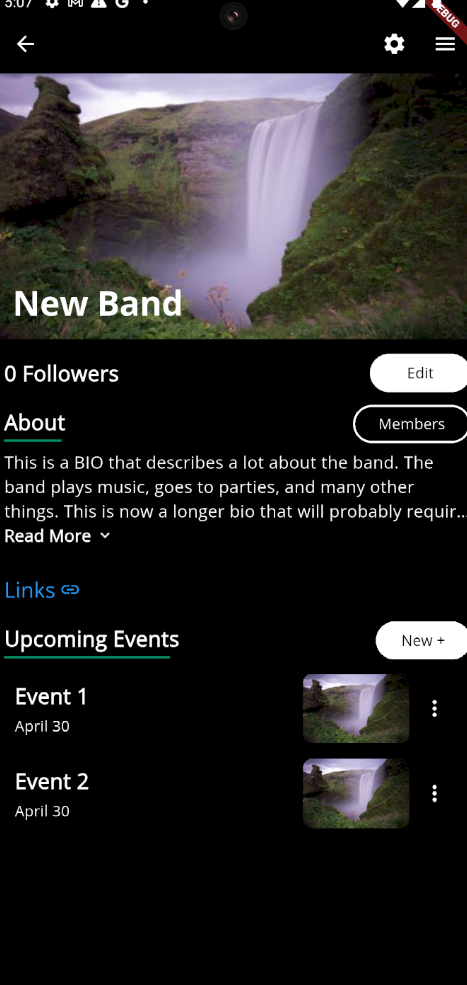 5:07
DEBUG
New Band
0 Followers
Edit
About
Members
This is a BIO that describes a lot about the band. The
band plays music, goes to parties, and many other
things. This is now a longer bio that will probably requir...
Read More
Links
Upcoming Events
New +
Event 1
April 30
Event 2
April 30